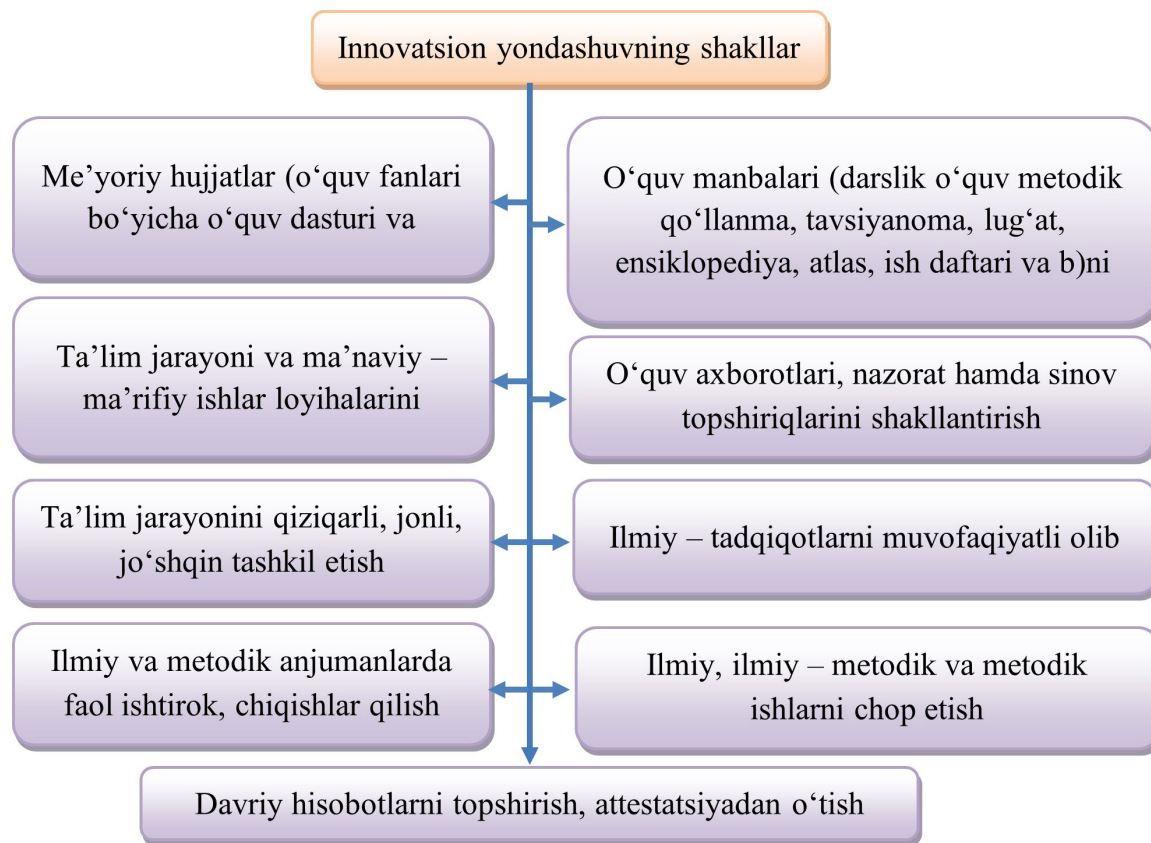 Innovatsion yondashuvning shakllar
Me’yoriy hujjatlar (o‘quv fanlari
bo‘yicha o‘quv dasturi va
O‘quv manbalari (darslik o‘quv metodik
qo‘llanma, tavsiyanoma, lug‘at,
ensiklopediya, atlas, ish daftari va b)ni
Ta’lim jarayoni va ma’naviy –
ma’rifiy ishlar loyihalarini
O‘quv axborotlari, nazorat hamda sinov
topshiriqlarini shakllantirish
Ta’lim jarayonini qiziqarli, jonli,
jo‘shqin tashkil etish
Ilmiy – tadqiqotlarni muvofaqiyatli olib
Ilmiy va metodik anjumanlarda
faol ishtirok, chiqishlar qilish
Ilmiy, ilmiy – metodik va metodik
ishlarni chop etish
Davriy hisobotlarni topshirish, attestatsiyadan o‘tish